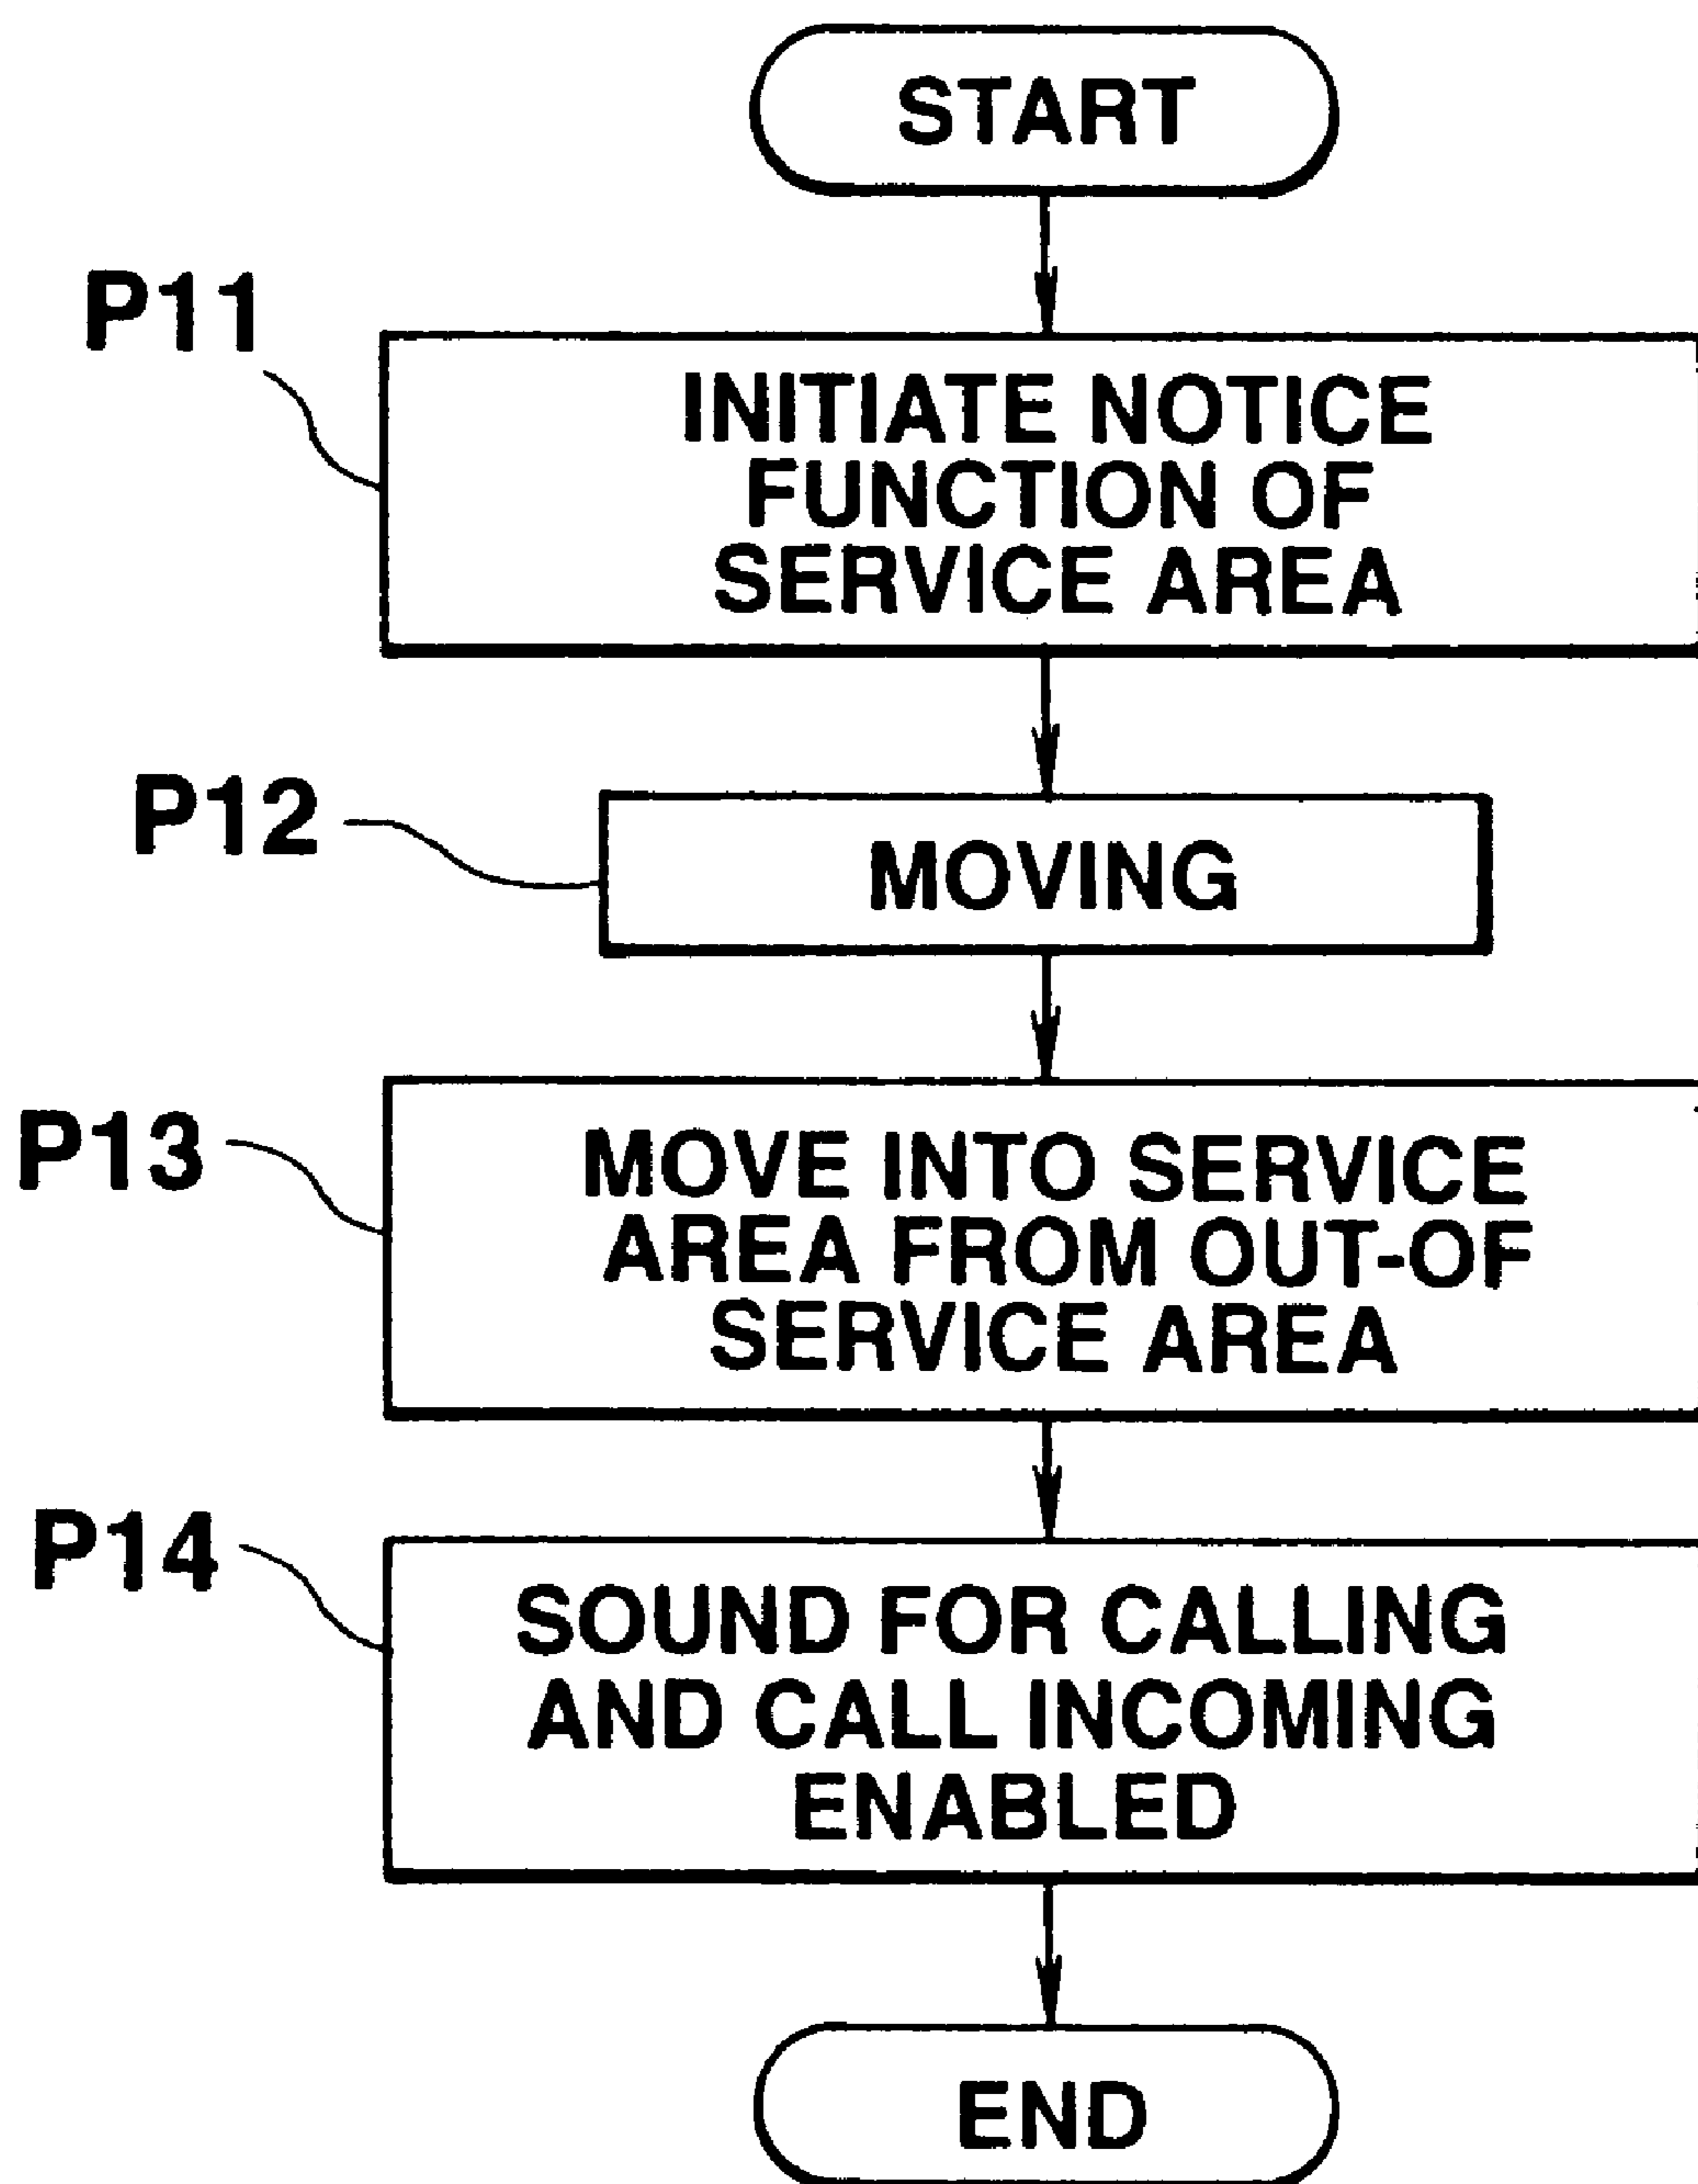 START
P11
INITIATE NOTICE
FUNCTION OF
SERVICE AREA
P12
MOVING
P13
MOVE INTO SERVICE
AREA FROM OUT-OF
SERVICE AREA
P14
SOUND FOR CALLING
AND CALL INCOMING
ENABLED
END